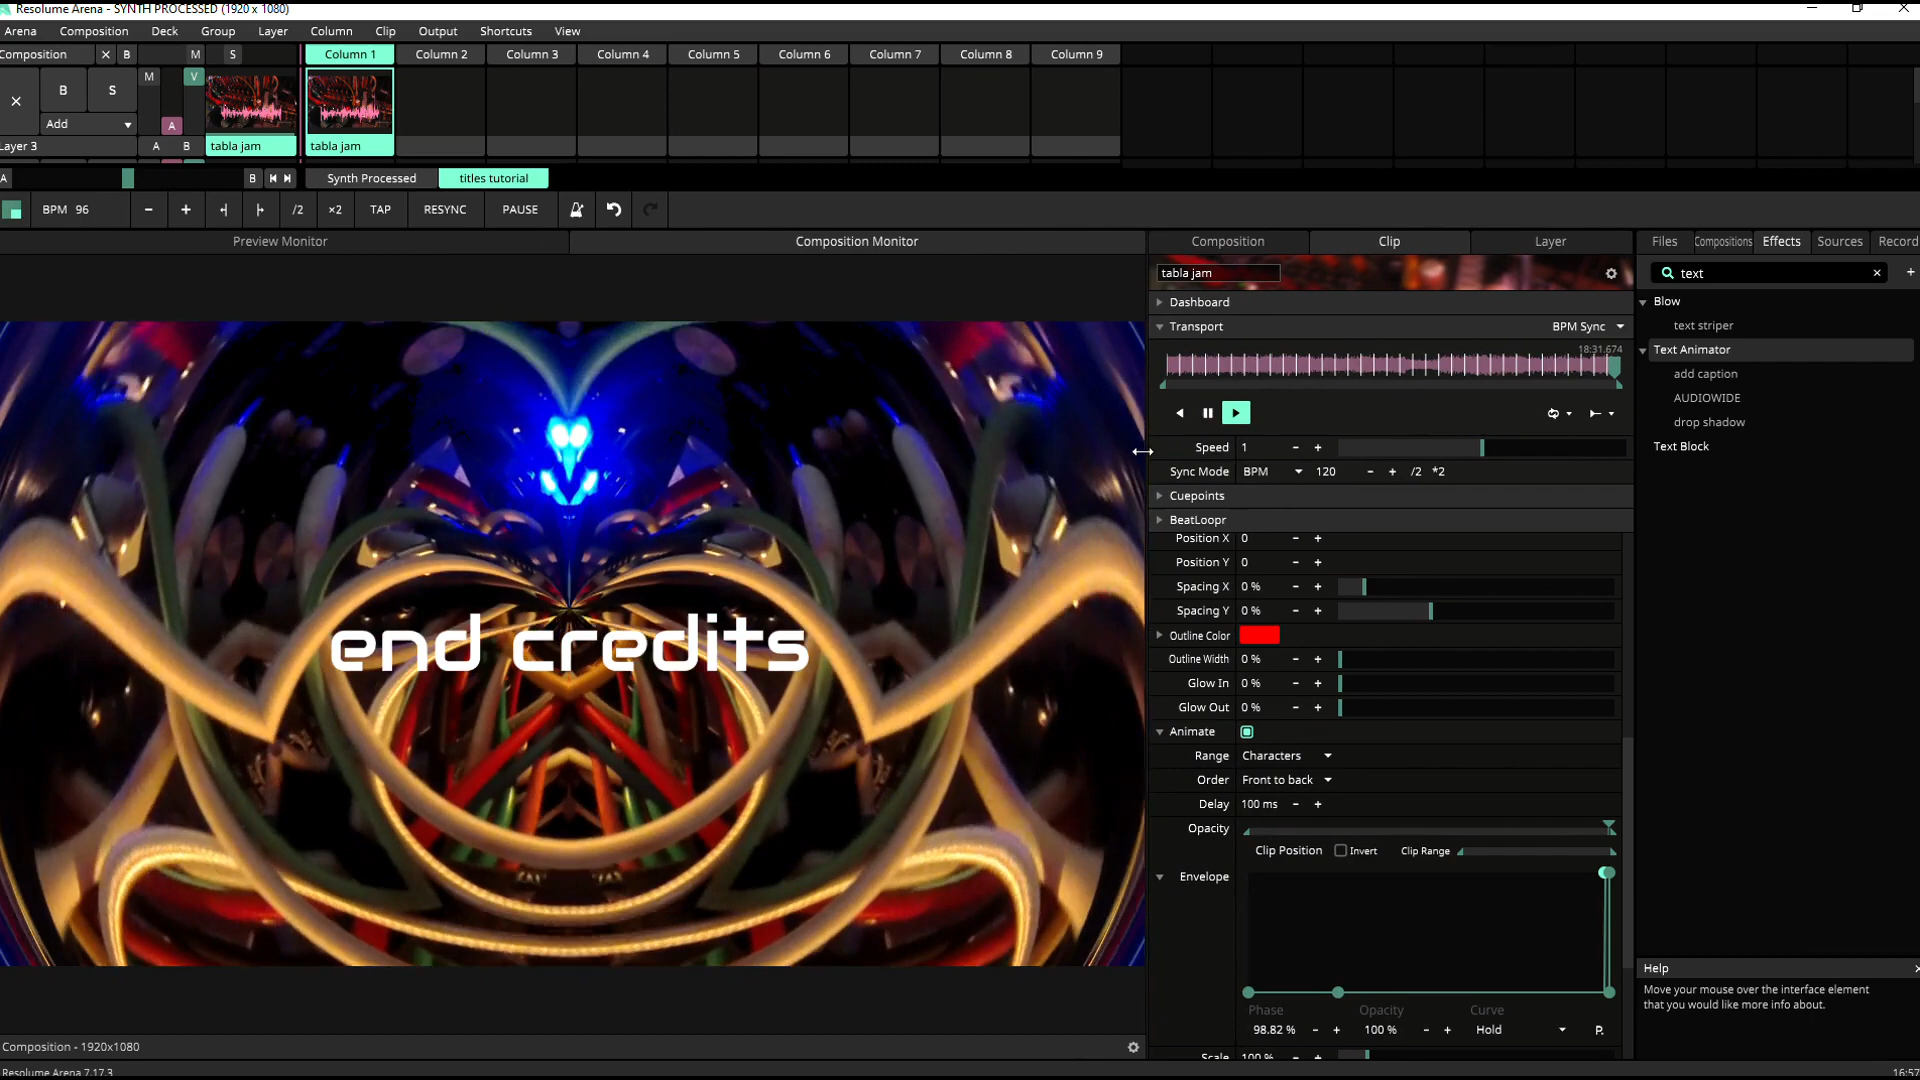 Resolume Arena - SYNTH PROCESSED (1920 x 1080)
Arena Composition Deck Group Layer Column Clip Output Shortcuts View
Composition X B M S Column 1 Column 2 Column 3 Column 4 Column 5 Column 6 Column 7 Column 8 Column 9
M V
B S
Add A
Layer 3 A B tabla jam tabla jam
A B Synth Processed titles tutorial
BPM 96 - + /2 ×2 TAP RESYNC PAUSE
Preview Monitor Composition Monitor
end credits
Composition - 1920x1080
Resolume Arena 7.17.3
Composition Clip Layer
tabla jam
Dashboard
Transport BPM Sync
18:31.674
Speed 1 - +
Sync Mode BPM 120 - + /2 *2
Cuepoints
BeatLoopr
Position X 0 - +
Position Y 0 - +
Spacing X 0 % - +
Spacing Y 0 % - +
Outline Color
Outline Width 0 % - +
Glow In 0 % - +
Glow Out 0 % - +
Animate
Range Characters
Order Front to back
Delay 100 ms - +
Opacity
Clip Position Invert Clip Range
Envelope
Phase Opacity Curve
98.82 % - + 100 % - + Hold P.
Scale 100 % - +
Files Compositions Effects Sources Record
text
Blow
text striper
Text Animator
add caption
AUDIOWIDE
drop shadow
Text Block
Help
Move your mouse over the interface element
that you would like more info about.
16:57